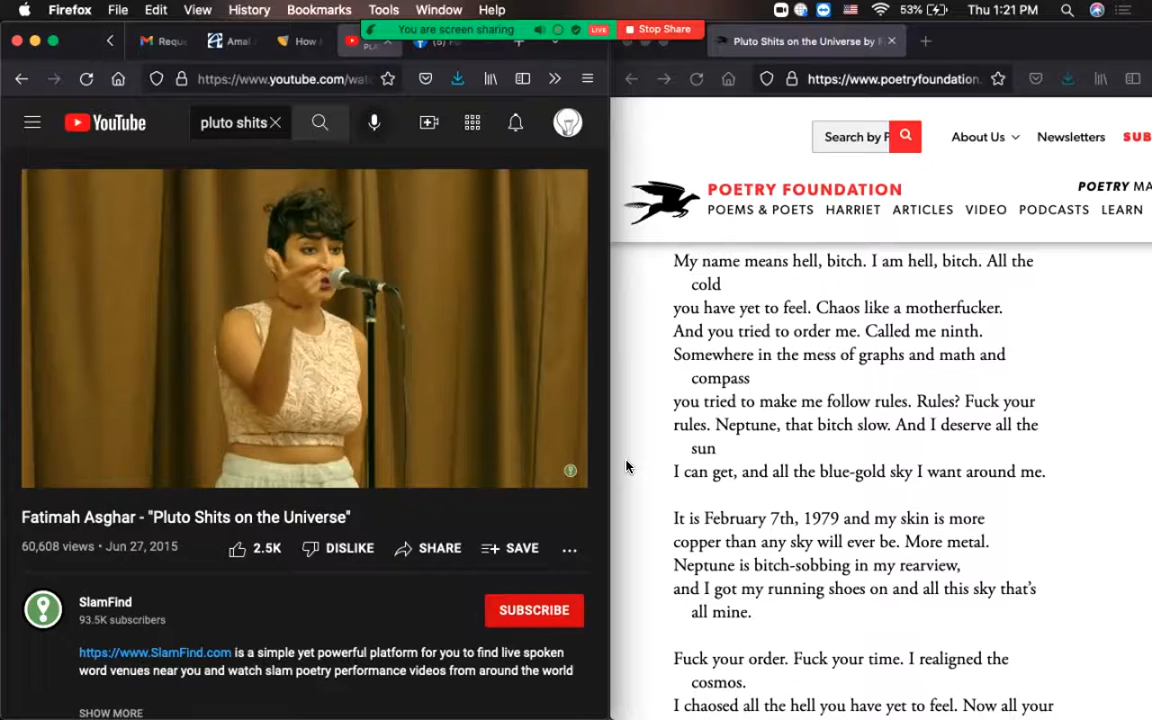 Firefox File Edit View History Bookmarks Tools Window Help 53% Thu 1:21 PM
You are screen sharing LIVE Stop Share
Requ Amal How Pluto Shits on the Universe by
https://www.youtube.com/wat https://www.poetryfoundation.
YouTube pluto shits
Search by P About Us Newsletters SUB
POETRY FOUNDATION POETRY MA
POEMS & POETS HARRIET ARTICLES VIDEO PODCASTS LEARN
My name means hell, bitch. I am hell, bitch. All the
cold
you have yet to feel. Chaos like a motherfucker.
And you tried to order me. Called me ninth.
Somewhere in the mess of graphs and math and
compass
you tried to make me follow rules. Rules? Fuck your
rules. Neptune, that bitch slow. And I deserve all the
sun
I can get, and all the blue-gold sky I want around me.
It is February 7th, 1979 and my skin is more
copper than any sky will ever be. More metal.
Neptune is bitch-sobbing in my rearview,
and I got my running shoes on and all this sky that's
all mine.
Fuck your order. Fuck your time. I realigned the
cosmos.
I chaosed all the hell you have yet to feel. Now all your
Fatimah Asghar - "Pluto Shits on the Universe"
60,608 views • Jun 27, 2015 2.5K DISLIKE SHARE SAVE
SlamFind
93.5K subscribers
SUBSCRIBE
https://www.SlamFind.com is a simple yet powerful platform for you to find live spoken
word venues near you and watch slam poetry performance videos from around the world
SHOW MORE